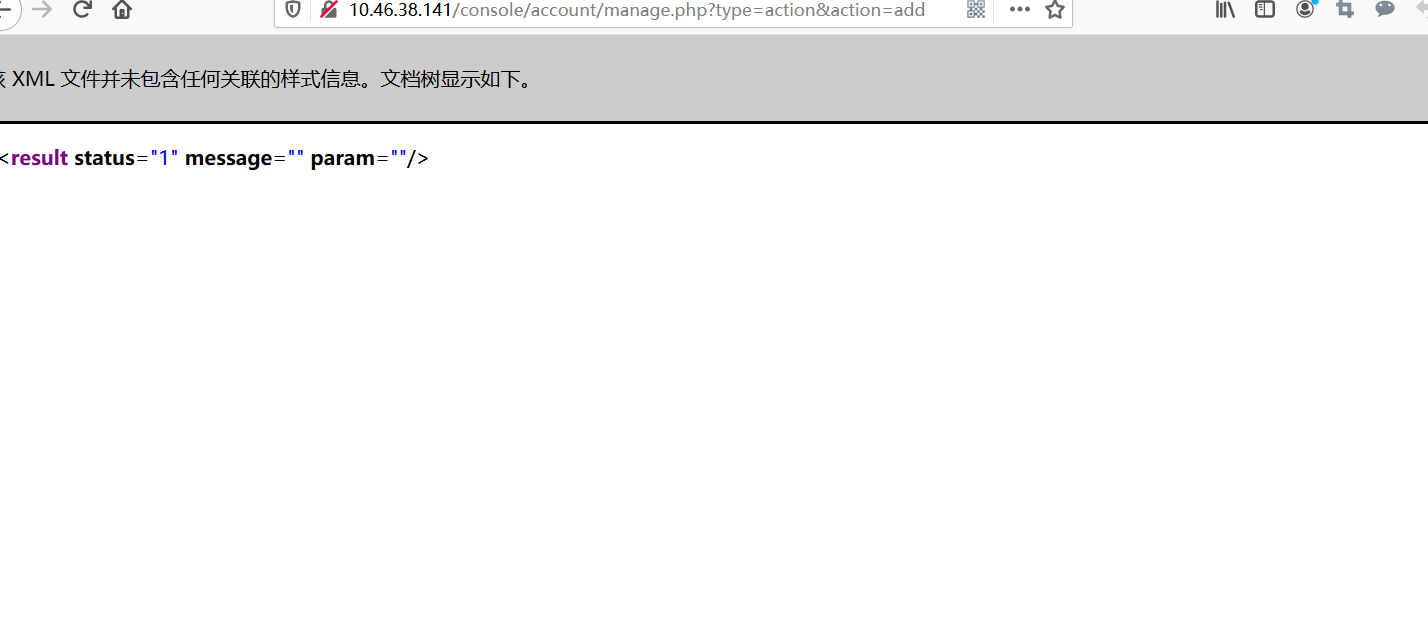 10.46.38.141/console/account/manage.php?type=action&action=add
XML 文件并未包含任何关联的样式信息。文档树显示如下。
<result status="1" message="" param=""/>